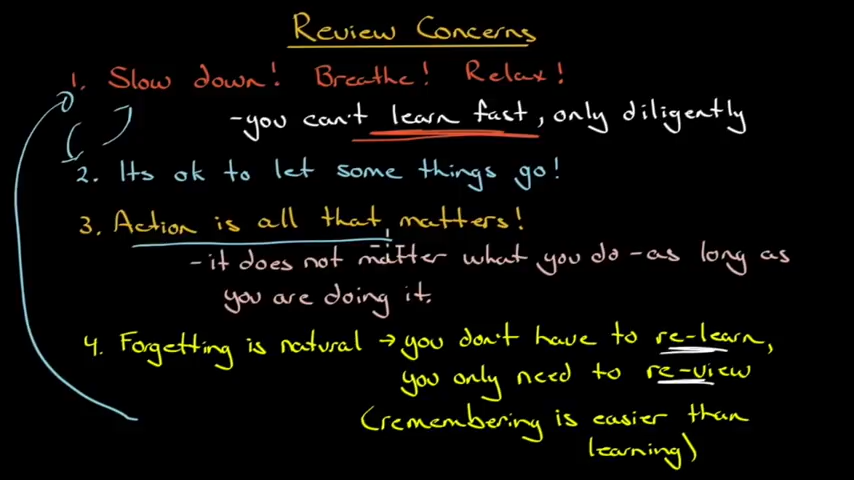 Review Concerns
1. Slow down! Breathe! Relax!
-you can't learn fast, only diligently
2. Its ok to let some things go!
3. Action is all that matters!
-it does not matter what you do -as long as
you are doing it.
4. Forgetting is natural → you don't have to re-learn,
you only need to re-view
(remembering is easier than
learning)